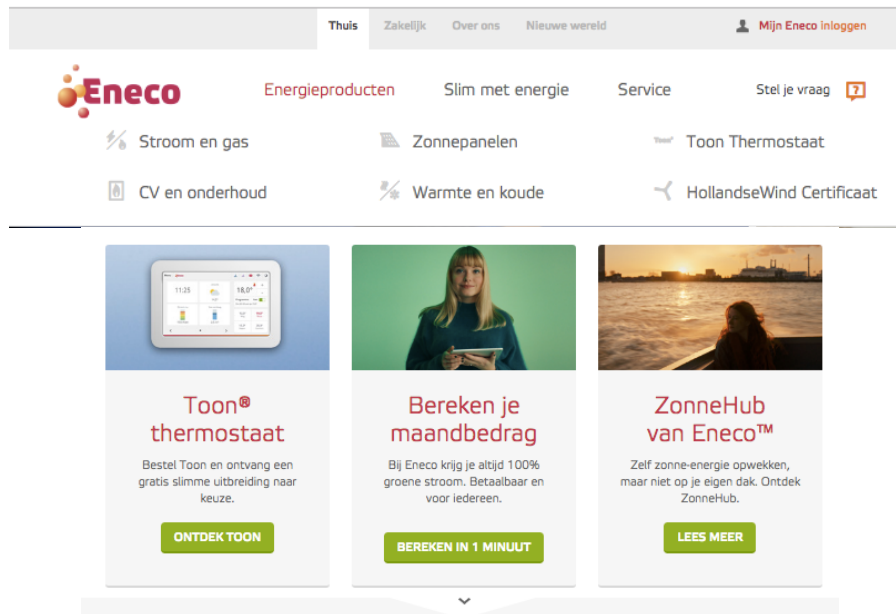 Thuis Zakelijk Over ons Nieuwe wereld Mijn Eneco inloggen
Eneco Energieproducten Slim met energie Service Stel je vraag ?
Stroom en gas Zonnepanelen Toon Thermostaat
CV en onderhoud Warmte en koude HollandseWind Certificaat
11:25 18,0°
Toon®
thermostaat
Bestel Toon en ontvang een
gratis slimme uitbreiding naar
keuze.
ONTDEK TOON
Bereken je
maandbedrag
Bij Eneco krijg je altijd 100%
groene stroom. Betaalbaar en
voor iedereen.
BEREKEN IN 1 MINUUT
ZonneHub
van Eneco™
Zelf zonne-energie opwekken,
maar niet op je eigen dak. Ontdek
ZonneHub.
LEES MEER